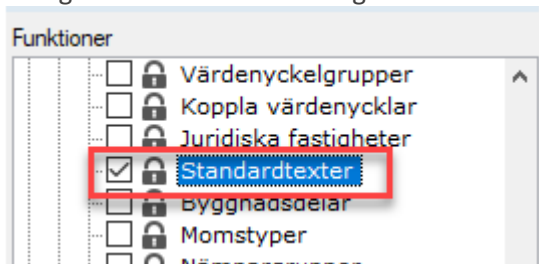 Funktioner
Värdenyckelgrupper
Koppla värdenycklar
Juridiska fastigheter
Standardtexter
Byggnadsdelar
Momstyper